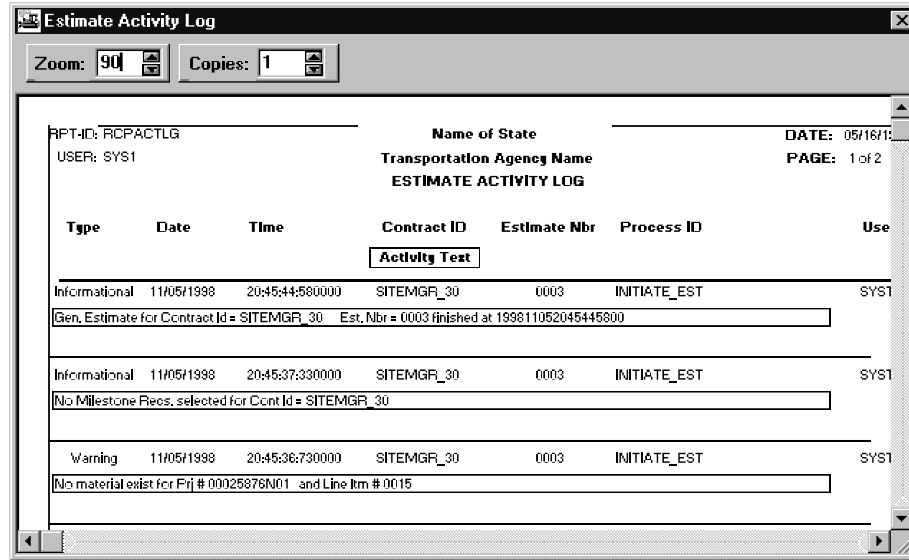 Estimate Activity Log
Zoom: 90 Copies: 1
RPT-ID: RCPACTLG Name of State DATE: 05/16/1
USER: SYS1 Transportation Agency Name PAGE: 1 of 2
ESTIMATE ACTIVITY LOG
Type Date Time Contract ID Estimate Nbr Process ID Use
Activity Text
Informational 11/05/1998 20:45:44:580000 SITEMGR_30 0003 INITIATE_EST SYST
Gen. Estimate for Contract Id = SITEMGR_30 Est. Nbr = 0003 finished at 199811052045445800
Informational 11/05/1998 20:45:37:330000 SITEMGR_30 0003 INITIATE_EST SYST
No Milestone Recs. selected for Cont Id = SITEMGR_30
Warning 11/05/1998 20:45:36:730000 SITEMGR_30 0003 INITIATE_EST SYST
No material exist for Prj # 00025876N01 and Line Itm # 0015